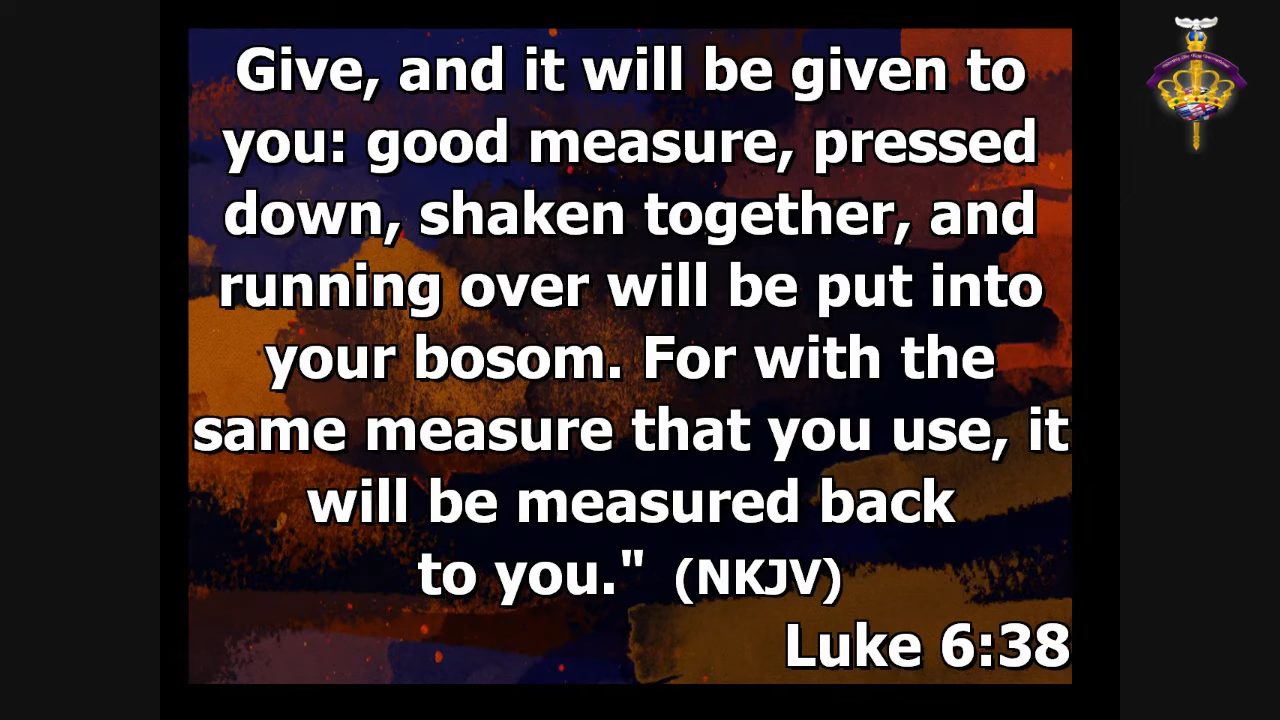 Give, and it will be given to
you: good measure, pressed
down, shaken together, and
running over will be put into
your bosom. For with the
same measure that you use, it
will be measured back
to you." (NKJV)
Luke 6:38